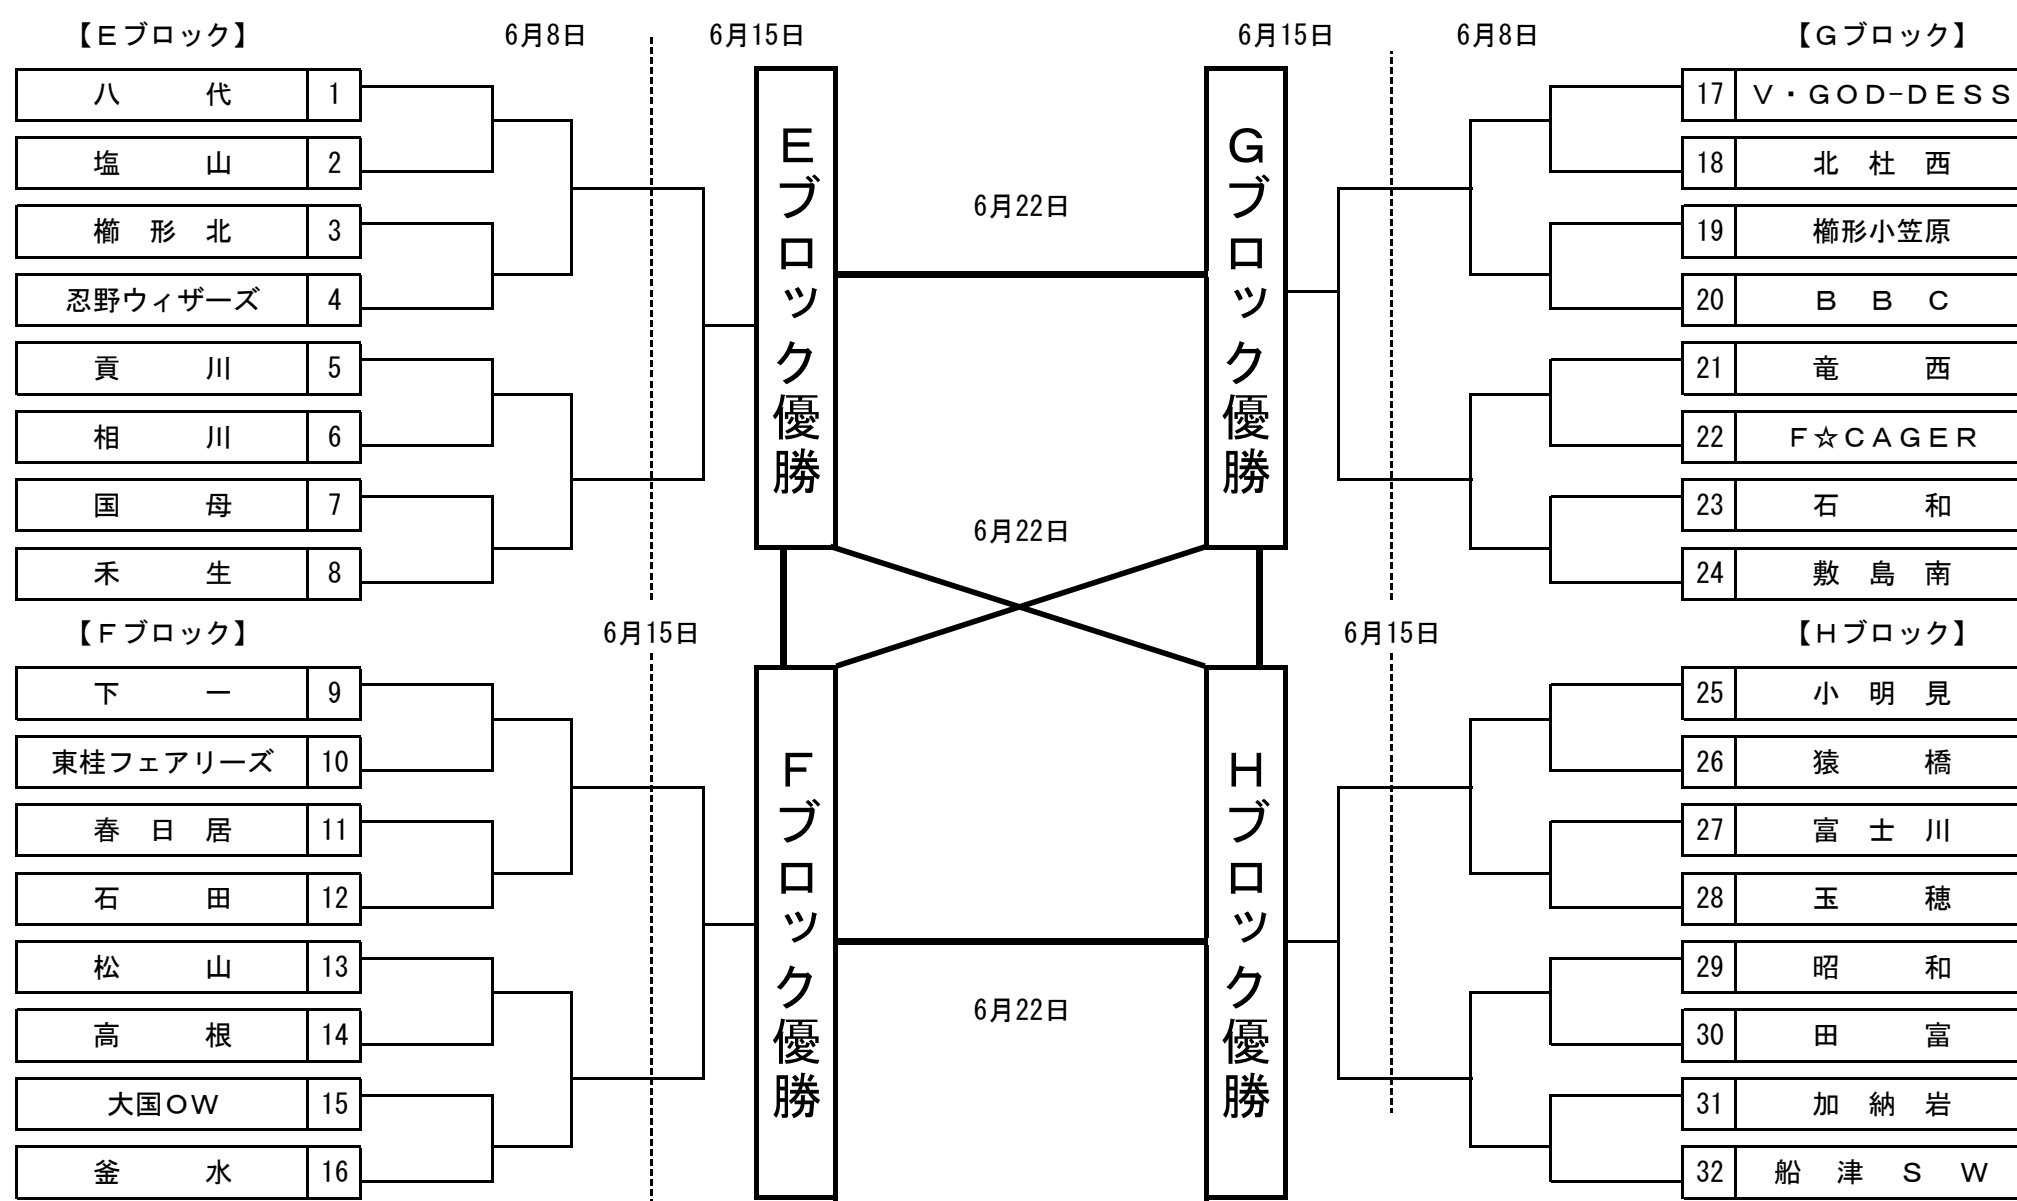 【Eブロック】 6月8日 6月15日 6月15日 6月8日 【Gブロック】
八代 1
塩山 2
櫛形北 3
忍野ウィザーズ 4
貢川 5
相川 6
国母 7
禾生 8
Eブロック優勝
6月22日
6月22日
Gブロック優勝
17 V・GOD-DESS
18 北杜西
19 櫛形小笠原
20 BBC
21 竜西
22 F☆CAGER
23 石和
24 敷島南
【Fブロック】 6月15日 6月15日 【Hブロック】
下一 9
東桂フェアリーズ 10
春日居 11
石田 12
松山 13
高根 14
大国OW 15
釜水 16
Fブロック優勝
6月22日
Hブロック優勝
25 小明見
26 猿橋
27 富士川
28 玉穂
29 昭和
30 田富
31 加納岩
32 船津SW